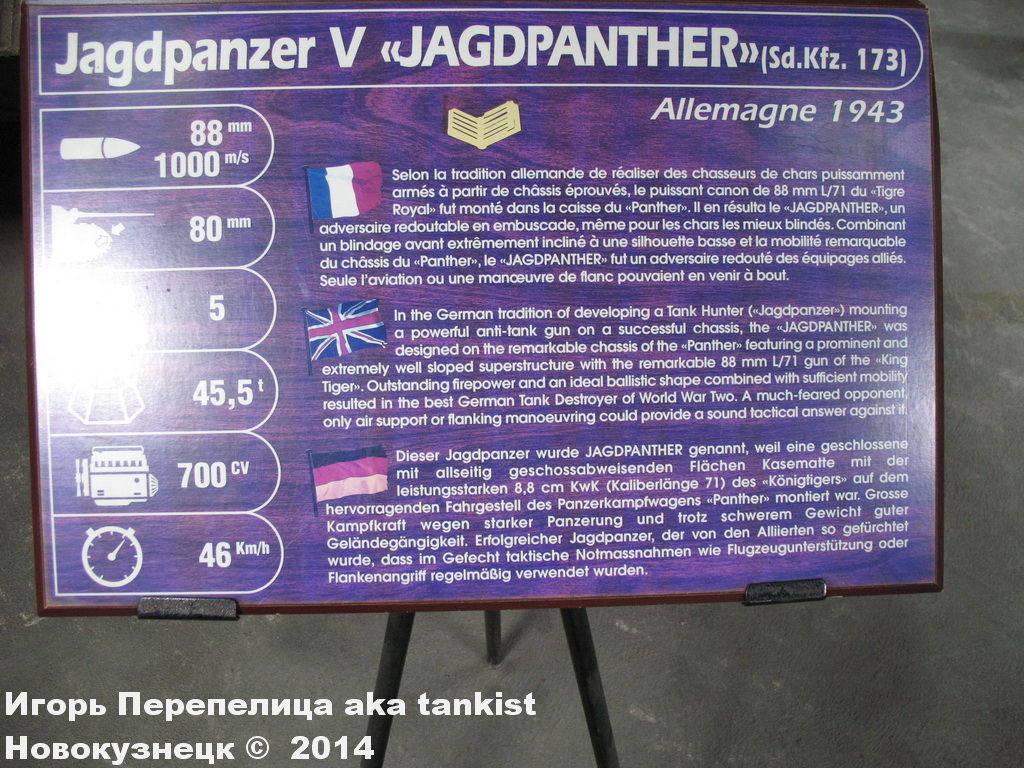 Jagdpanzer V «JAGDPANTHER» (Sd.Kfz. 173)
Allemagne 1943
88 mm
1000 m/s
80 mm
5
45,5 t
700 CV
46 Km/h
Selon la tradition allemande de réaliser des chasseurs de chars puissamment
armés à partir de châssis éprouvés, le puissant canon de 88 mm L/71 du «Tigre
Royal» fut monté dans la caisse du «Panther». Il en résulta le «JAGDPANTHER», un
adversaire redoutable en embuscade, même pour les chars les mieux blindés. Combinant
un blindage avant extrêmement incliné à une silhouette basse et la mobilité remarquable
du châssis du «Panther», le «JAGDPANTHER» fut un adversaire redouté des équipages alliés.
Seule l'aviation ou une manœuvre de flanc pouvaient en venir à bout.
In the German tradition of developing a Tank Hunter («Jagdpanzer») mounting
a powerful anti-tank gun on a successful chassis, the «JAGDPANTHER» was
designed on the remarkable chassis of the «Panther» featuring a prominent and
extremely well sloped superstructure with the remarkable 88 mm L/71 gun of the «King
Tiger». Outstanding firepower and an ideal ballistic shape combined with sufficient mobility
resulted in the best German Tank Destroyer of World War Two. A much-feared opponent,
only air support or flanking manoeuvring could provide a sound tactical answer against it.
Dieser Jagdpanzer wurde JAGDPANTHER genannt, weil eine geschlossene
mit allseitig geschossabweisenden Flächen Kasematte mit der
leistungsstarken 8,8 cm KwK (Kaliberlänge 71) des «Königtigers» auf dem
hervorragenden Fahrgestell des Panzerkampfwagens «Panther» montiert war. Grosse
Kampfkraft wegen starker Panzerung und trotz schwerem Gewicht guter
Geländegängigkeit. Erfolgreicher Jagdpanzer, der von den Alliierten so gefürchtet
wurde, dass im Gefecht taktische Notmassnahmen wie Flugzeugunterstützung oder
Flankenangriff regelmäßig verwendet wurden.
Игорь Перепелица aka tankist
Новокузнецк © 2014